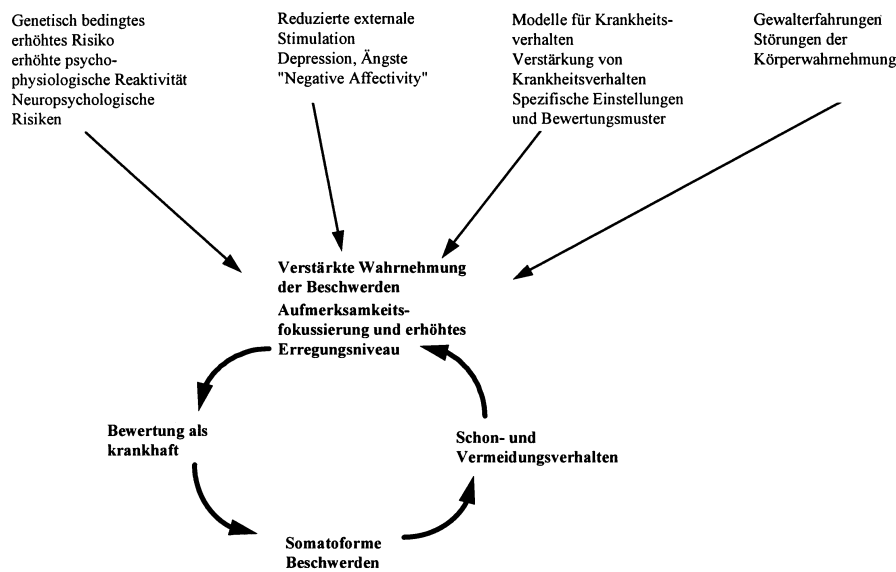 Genetisch bedingtes
erhöhtes Risiko
erhöhte psycho-
physiologische Reaktivität
Neuropsychologische
Risiken
Reduzierte externale
Stimulation
Depression, Ängste
"Negative Affectivity"
Modelle für Krankheits-
verhalten
Verstärkung von
Krankheitsverhalten
Spezifische Einstellungen
und Bewertungsmuster
Gewalterfahrungen
Störungen der
Körperwahrnehmung
Verstärkte Wahrnehmung
der Beschwerden
Aufmerksamkeits-
fokussierung und erhöhtes
Erregungsniveau
Bewertung als
krankhaft
Schon- und
Vermeidungsverhalten
Somatoforme
Beschwerden